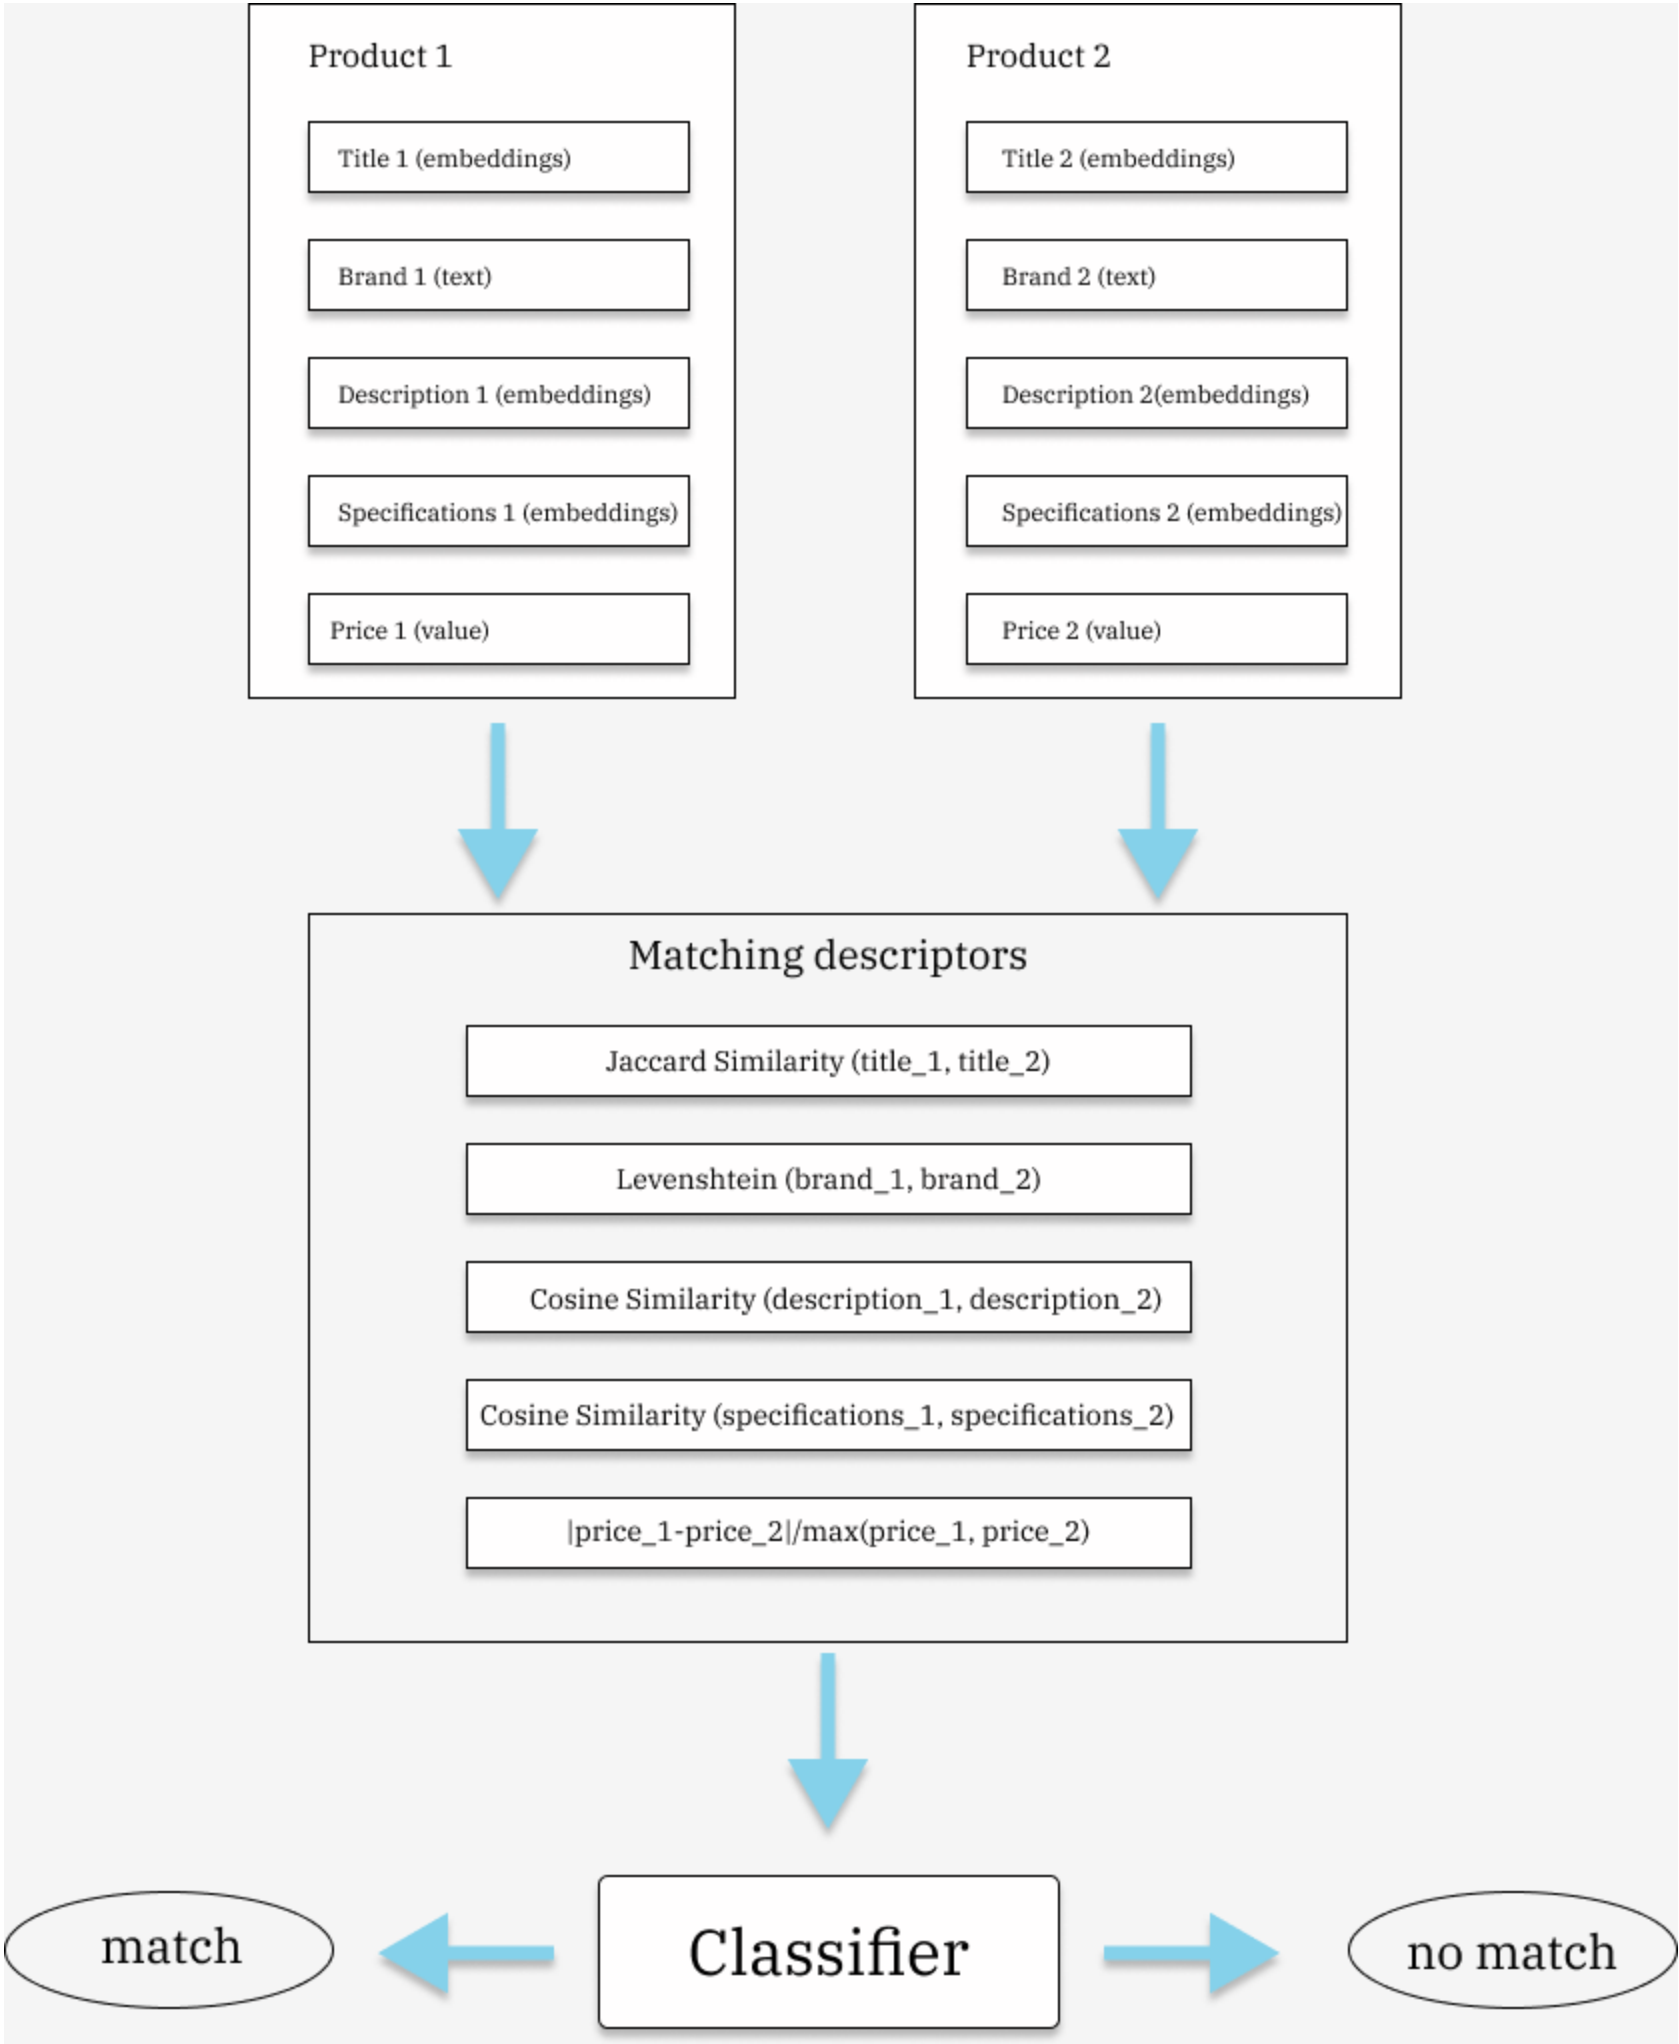 Product 1
Title 1 (embeddings)
Brand 1 (text)
Description 1 (embeddings)
Specifications 1 (embeddings)
Price 1 (value)
Product 2
Title 2 (embeddings)
Brand 2 (text)
Description 2(embeddings)
Specifications 2 (embeddings)
Price 2 (value)
Matching descriptors
Jaccard Similarity (title_1, title_2)
Levenshtein (brand_1, brand_2)
Cosine Similarity (description_1, description_2)
Cosine Similarity (specifications_1, specifications_2)
|price_1-price_2|/max(price_1, price_2)
match
Classifier
no match